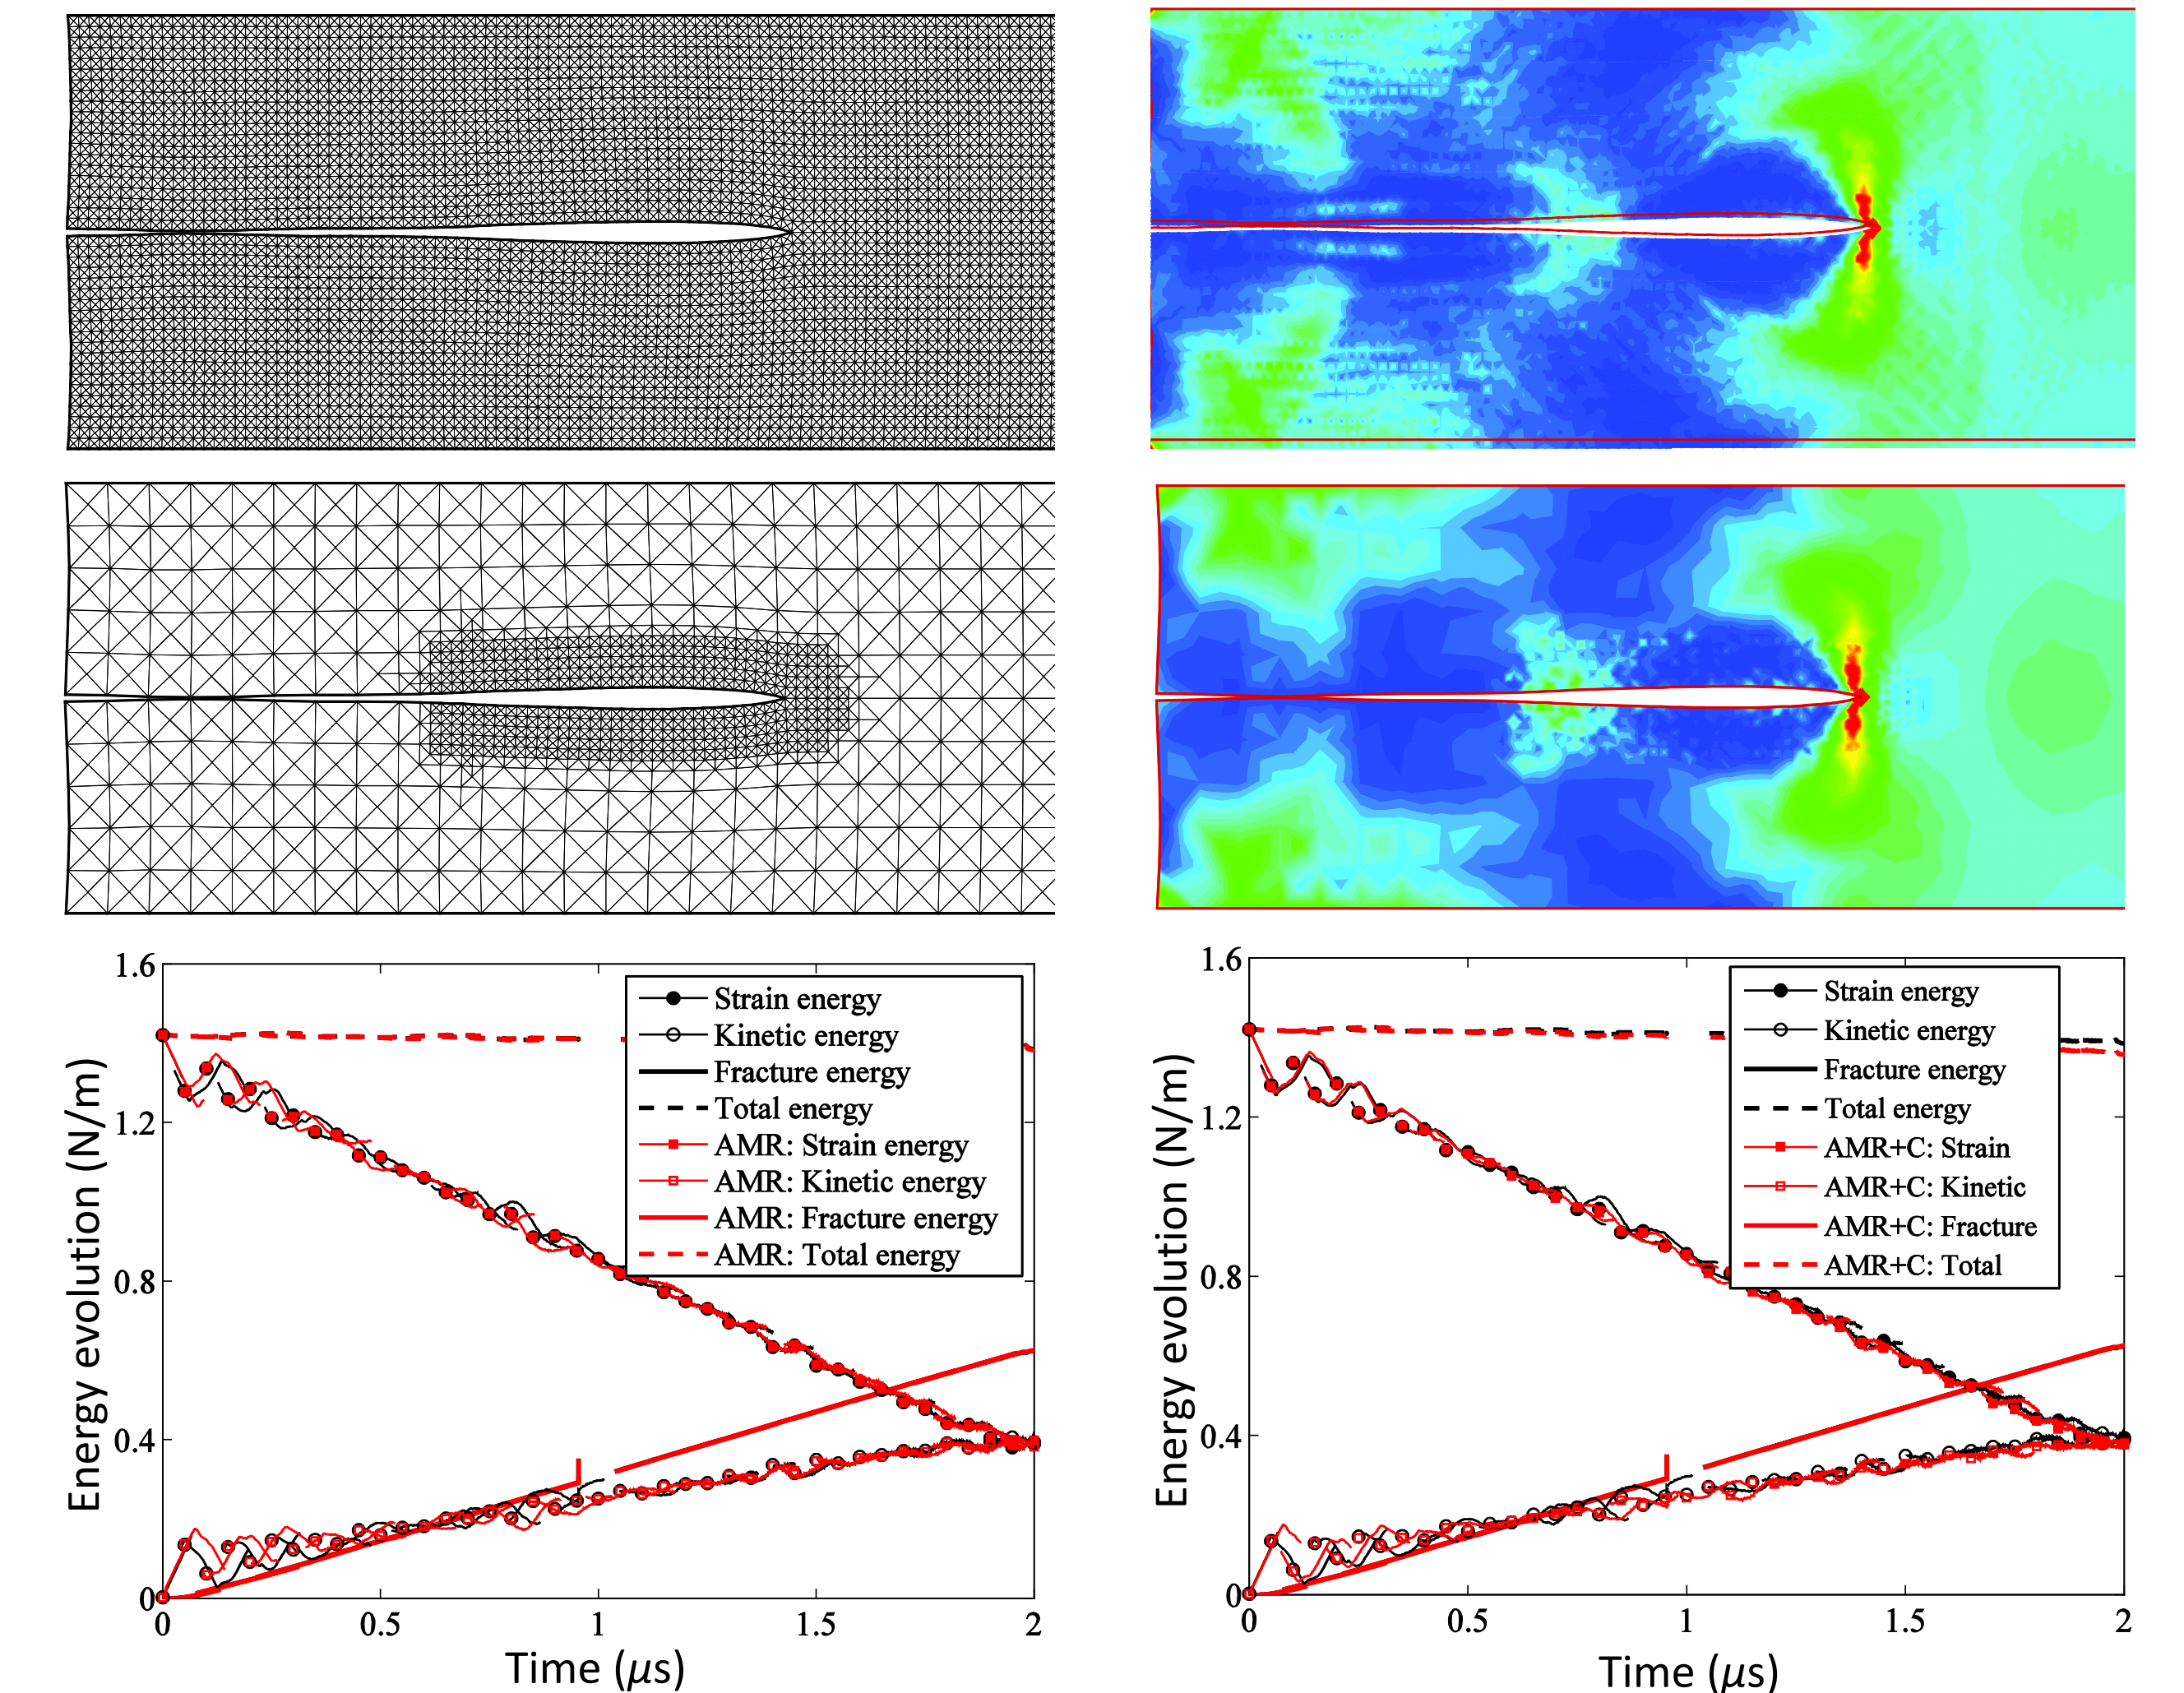 1.6
1.2
0.8
0.4
0
0
0.5
1
1.5
2
Energy evolution (N/m)
Time (μs)
Strain energy
Kinetic energy
Fracture energy
Total energy
AMR: Strain energy
AMR: Kinetic energy
AMR: Fracture energy
AMR: Total energy
1.6
1.2
0.8
0.4
0
0
0.5
1
1.5
2
Energy evolution (N/m)
Time (μs)
Strain energy
Kinetic energy
Fracture energy
Total energy
AMR+C: Strain
AMR+C: Kinetic
AMR+C: Fracture
AMR+C: Total